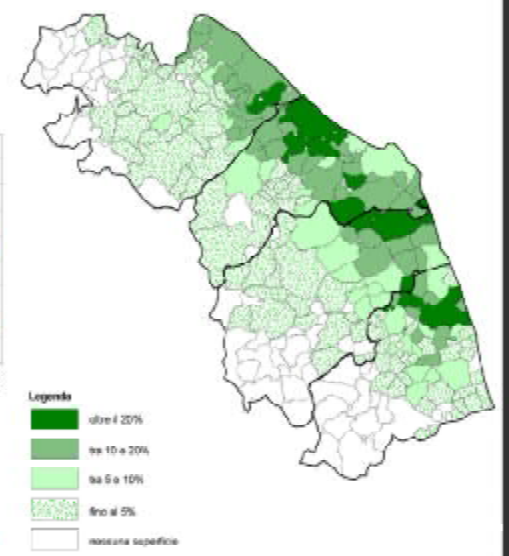 Legenda
oltre il 20%
tra 10 e 20%
tra 5 e 10%
fino al 5%
nessuna superficie